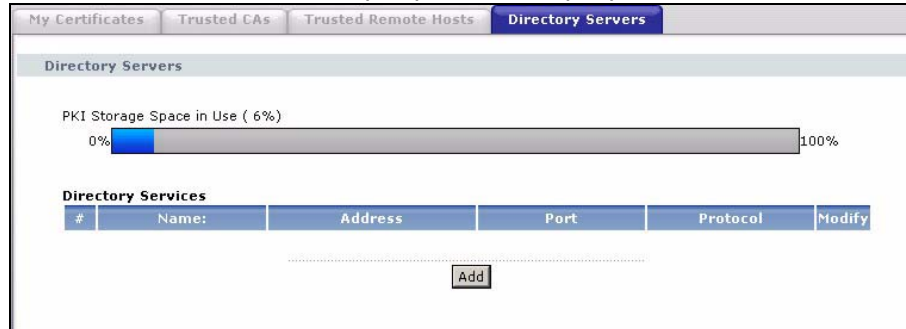 My Certificates Trusted CAs Trusted Remote Hosts Directory Servers
Directory Servers
PKI Storage Space in Use ( 6%)
0% 100%
Directory Services
# Name: Address Port Protocol Modify
Add